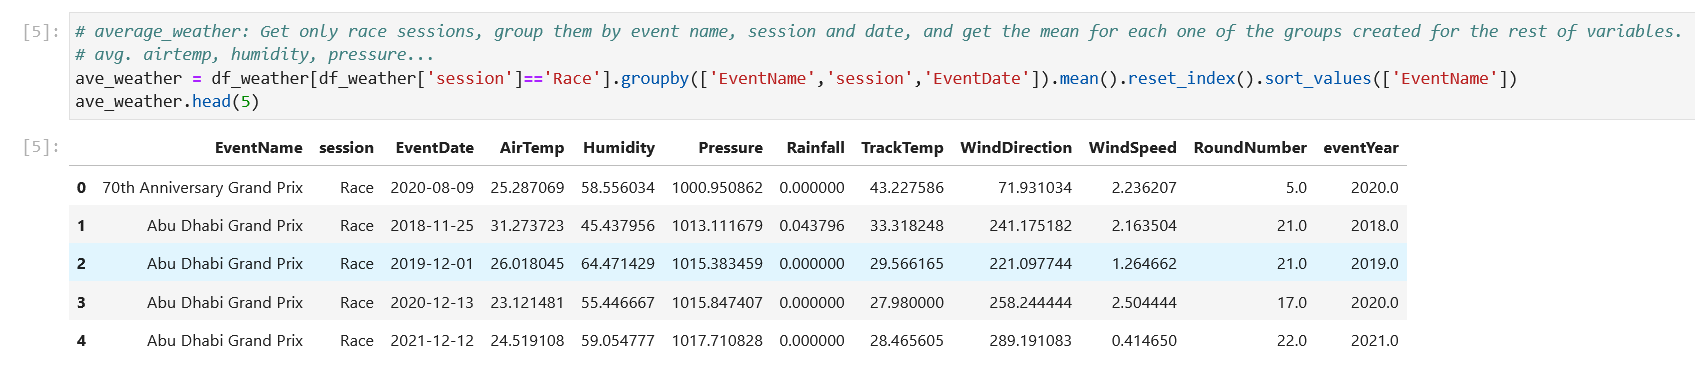 [5]: # average_weather: Get only race sessions, group them by event name, session and date, and get the mean for each one of the groups created for the rest of variables.
# avg. airtemp, humidity, pressure...
ave_weather = df_weather[df_weather['session']=='Race'].groupby(['EventName','session','EventDate']).mean().reset_index().sort_values(['EventName'])
ave_weather.head(5)
[5]: EventName session EventDate AirTemp Humidity Pressure Rainfall TrackTemp WindDirection WindSpeed RoundNumber eventYear
0 70th Anniversary Grand Prix Race 2020-08-09 25.287069 58.556034 1000.950862 0.000000 43.227586 71.931034 2.236207 5.0 2020.0
1 Abu Dhabi Grand Prix Race 2018-11-25 31.273723 45.437956 1013.111679 0.043796 33.318248 241.175182 2.163504 21.0 2018.0
2 Abu Dhabi Grand Prix Race 2019-12-01 26.018045 64.471429 1015.383459 0.000000 29.566165 221.097744 1.264662 21.0 2019.0
3 Abu Dhabi Grand Prix Race 2020-12-13 23.121481 55.446667 1015.847407 0.000000 27.980000 258.244444 2.504444 17.0 2020.0
4 Abu Dhabi Grand Prix Race 2021-12-12 24.519108 59.054777 1017.710828 0.000000 28.465605 289.191083 0.414650 22.0 2021.0